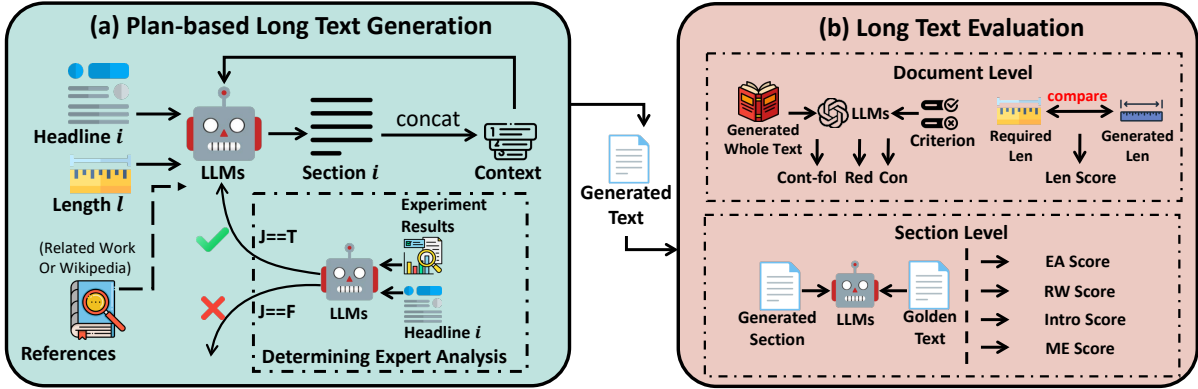 (a) Plan-based Long Text Generation
Headline i
Length l
(Related Work
Or Wikipedia)
References
LLMs
Section i
concat
Context
J==T
J==F
Experiment
Results
LLMs
Headline i
Determining Expert Analysis
Generated
Text
(b) Long Text Evaluation
Document Level
Generated
Whole Text
LLMs
Criterion
Cont-fol
Red
Con
Required
Len
compare
Generated
Len
Len Score
Section Level
Generated
Section
LLMs
Golden
Text
EA Score
RW Score
Intro Score
ME Score